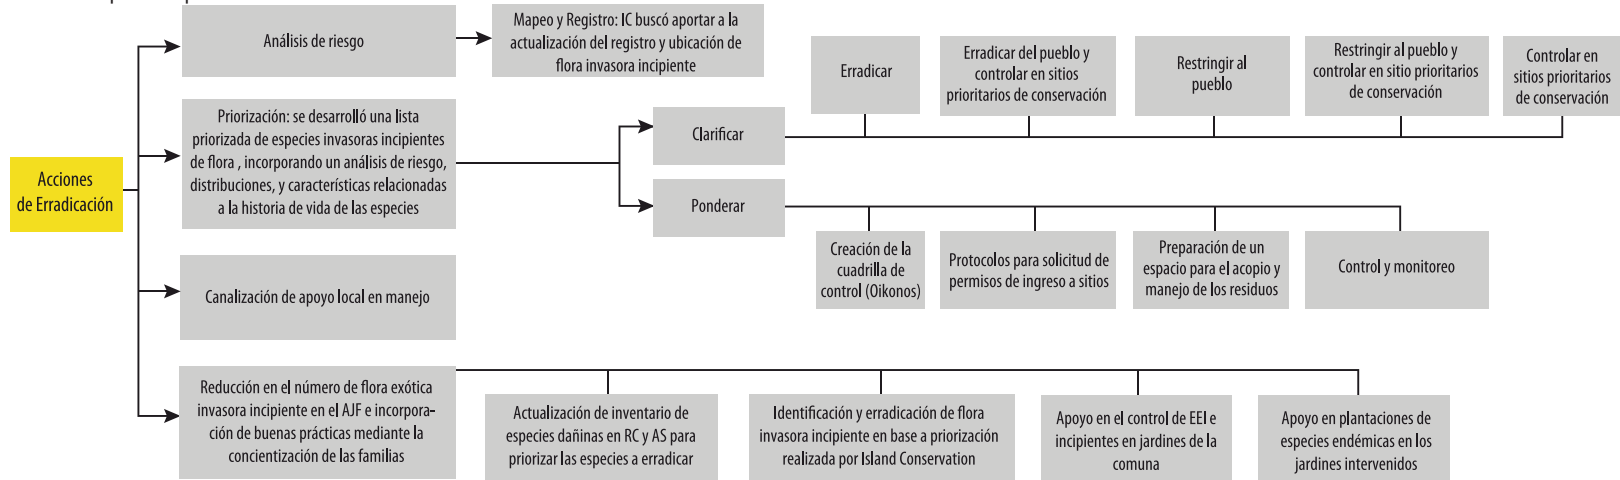 Acciones
de Erradicación
Análisis de riesgo
Mapeo y Registro: IC buscó aportar a la
actualización del registro y ubicación de
flora invasora incipiente
Priorización: se desarrolló una lista
priorizada de especies invasoras incipientes
de flora , incorporando un análisis de riesgo,
distribuciones, y características relacionadas
a la historia de vida de las especies
Clarificar
Erradicar
Erradicar del pueblo y
controlar en sitios
prioritarios de conservación
Restringir al
pueblo
Restringir al pueblo y
controlar en sitio prioritarios
de conservación
Controlar en
sitios prioritarios
de conservación
Ponderar
Creación de la
cuadrilla de
control (Oikonos)
Protocolos para solicitud de
permisos de ingreso a sitios
Preparación de un
espacio para el acopio y
manejo de los residuos
Control y monitoreo
Canalización de apoyo local en manejo
Reducción en el número de flora exótica
invasora incipiente en el AJF e incorpora-
ción de buenas prácticas mediante la
concientización de las familias
Actualización de inventario de
especies dañinas en RC y AS para
priorizar las especies a erradicar
Identificación y erradicación de flora
invasora incipiente en base a priorización
realizada por Island Conservation
Apoyo en el control de EEI e
incipientes en jardines de la
comuna
Apoyo en plantaciones de
especies endémicas en los
jardines intervenidos